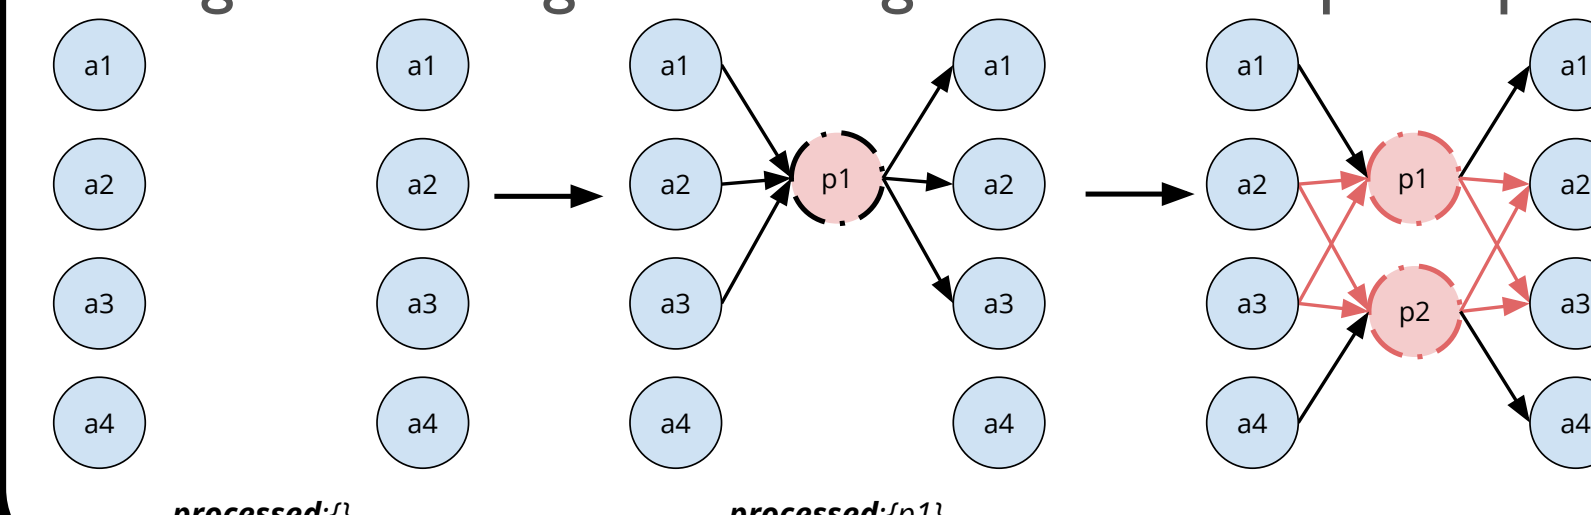 a1 a1 a1 a1 a1 a1
p1 p1
a2 a2 a2 a2 a2 a2
a3 a3 a3 a3 a3 a3
p2
a4 a4 a4 a4 a4 a4
processed:{} processed:{p1}